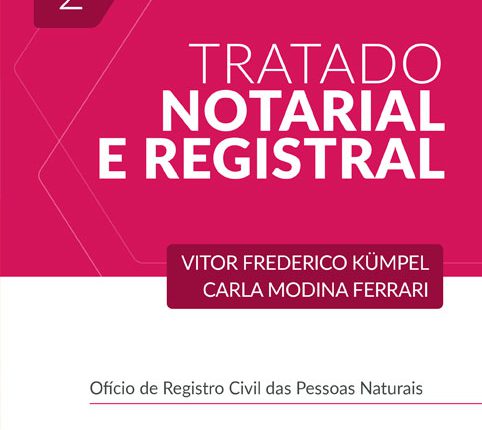 2
TRATADO
NOTARIAL
E REGISTRAL
VITOR FREDERICO KÜMPEL
CARLA MODINA FERRARI
Ofício de Registro Civil das Pessoas Naturais